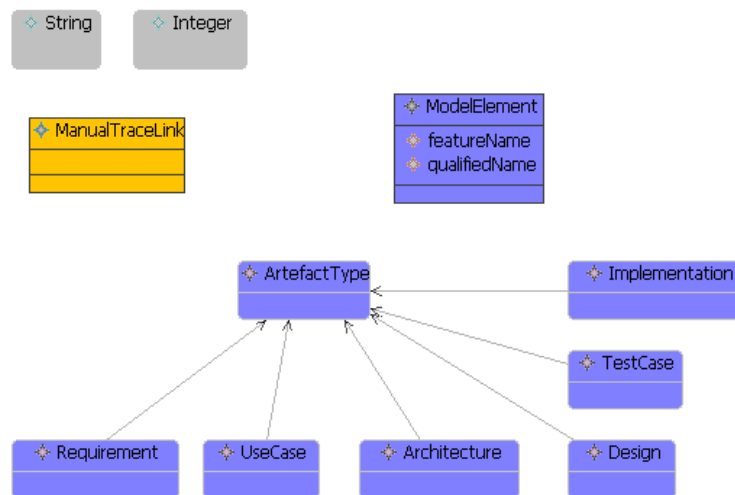 String
Integer
ManualTraceLink
ModelElement
featureName
qualifiedName
ArtefactType
Implementation
TestCase
Requirement
UseCase
Architecture
Design